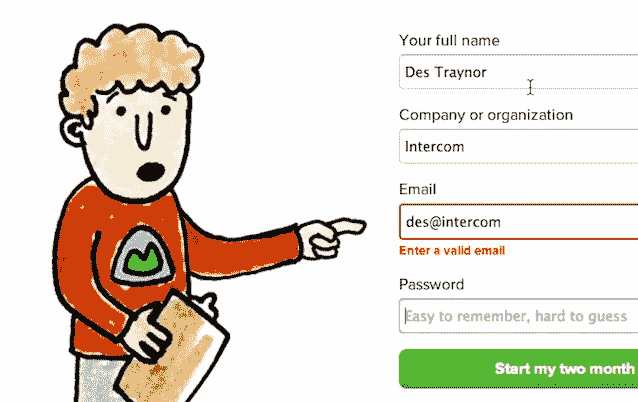 Your full name
Des Traynor
Company or organization
Intercom
Email
des@intercom
Enter a valid email
Password
Easy to remember, hard to guess
Start my two month